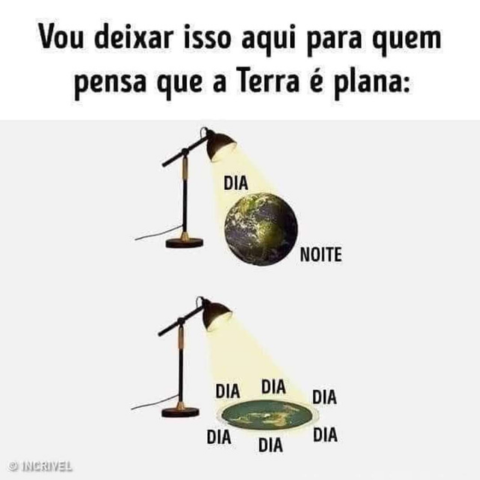 Vou deixar isso aqui para quem
pensa que a Terra é plana:
DIA
NOITE
DIA
DIA
DIA
DIA
DIA
DIA
© INCRIVEL